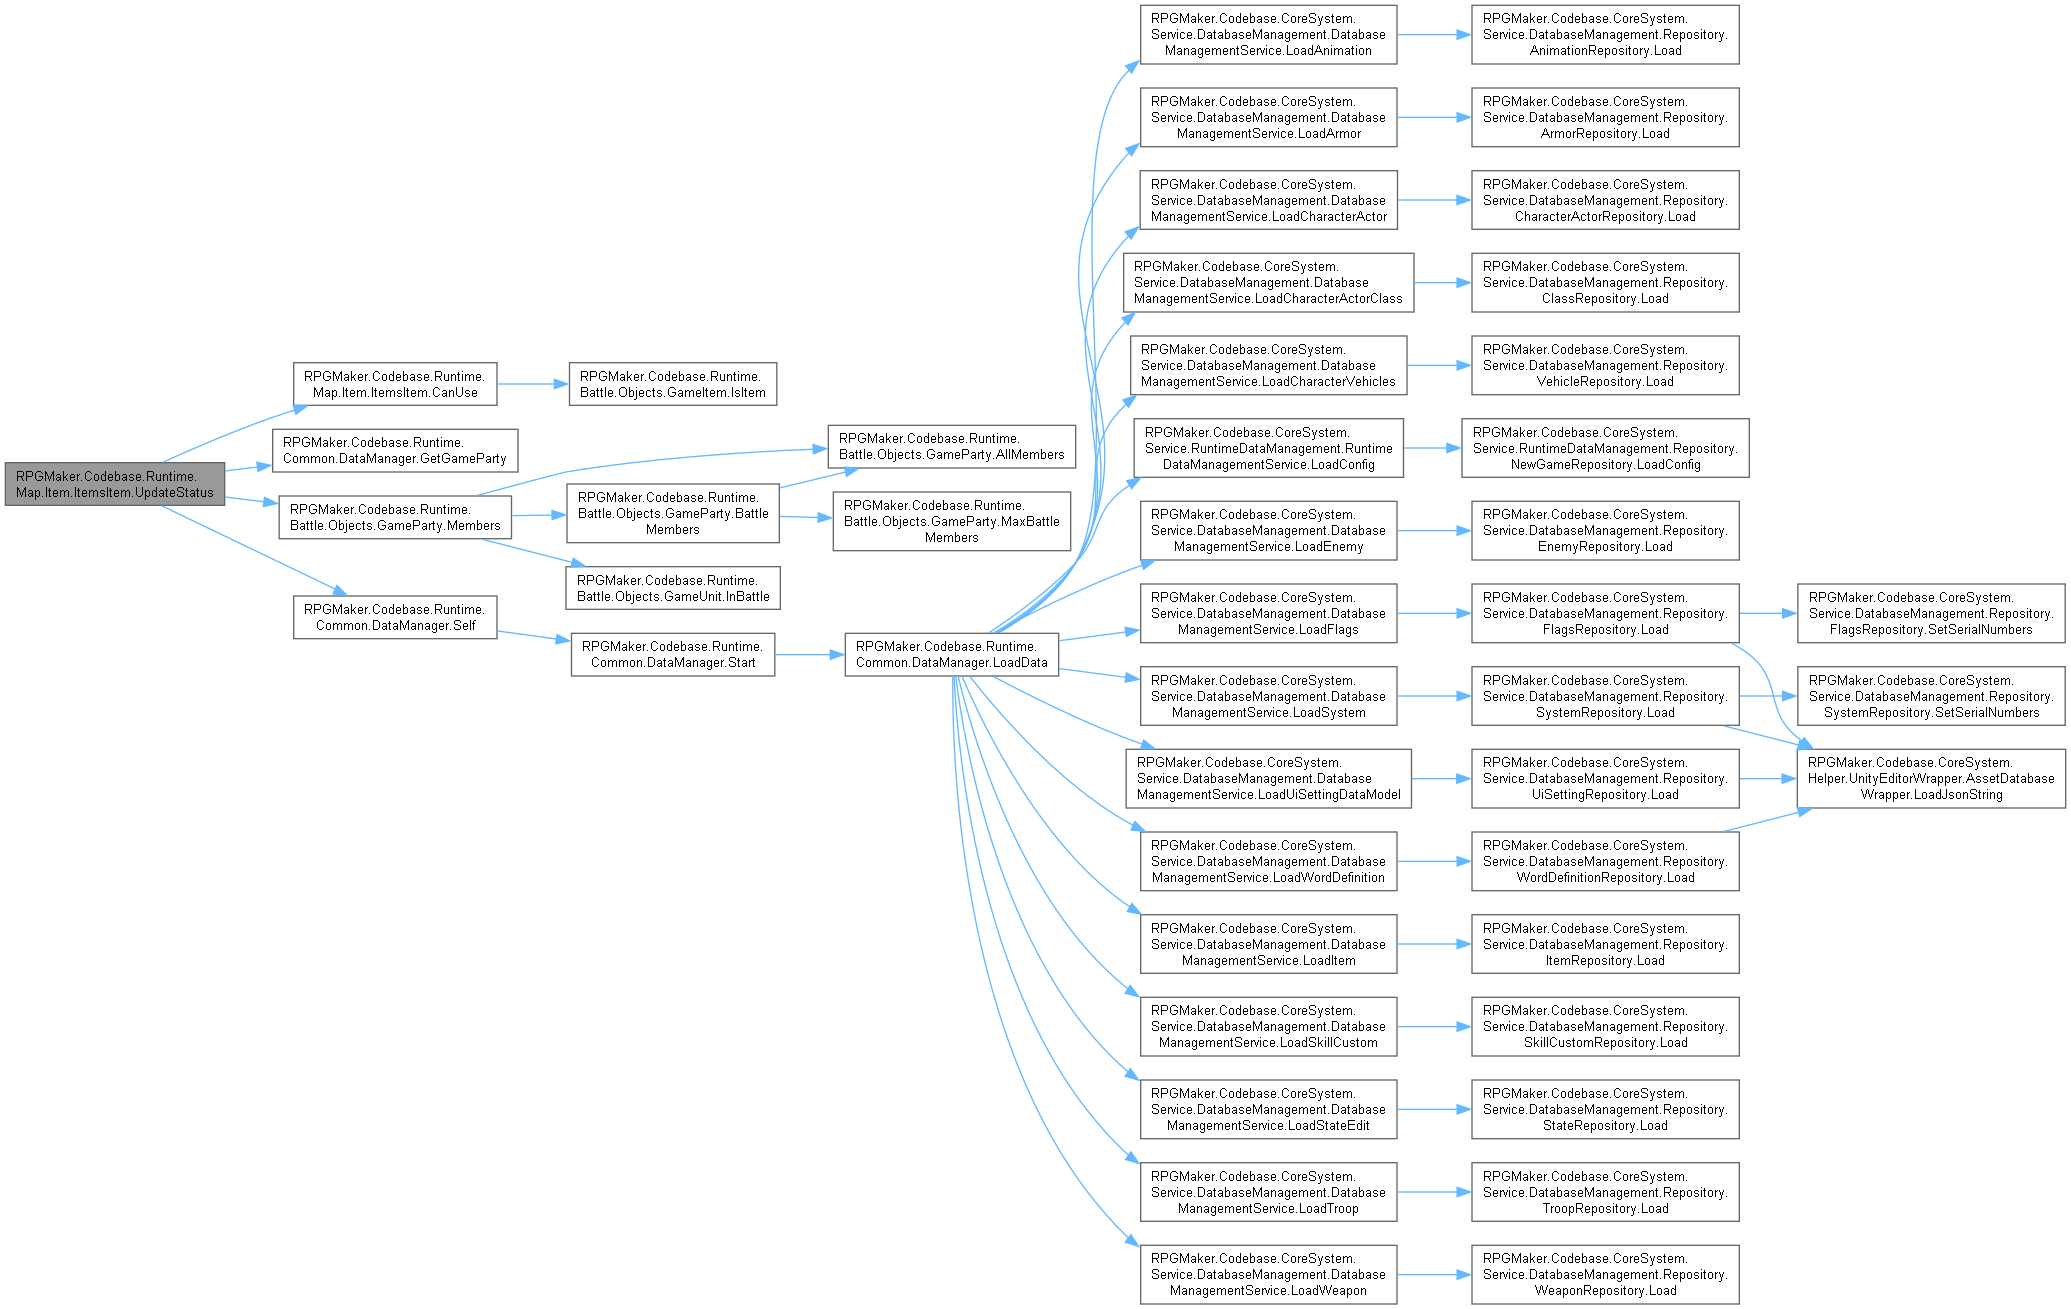 RPGMaker.Codebase.Runtime.
Map.Item.ItemsItem.UpdateStatus
RPGMaker.Codebase.Runtime.
Map.Item.ItemsItem.CanUse
RPGMaker.Codebase.Runtime.
Battle.Objects.GameItem.IsItem
RPGMaker.Codebase.Runtime.
Common.DataManager.GetGameParty
RPGMaker.Codebase.Runtime.
Battle.Objects.GameParty.Members
RPGMaker.Codebase.Runtime.
Battle.Objects.GameParty.AllMembers
RPGMaker.Codebase.Runtime.
Battle.Objects.GameParty.Battle
Members
RPGMaker.Codebase.Runtime.
Battle.Objects.GameParty.MaxBattle
Members
RPGMaker.Codebase.Runtime.
Battle.Objects.GameUnit.InBattle
RPGMaker.Codebase.Runtime.
Common.DataManager.Self
RPGMaker.Codebase.Runtime.
Common.DataManager.Start
RPGMaker.Codebase.Runtime.
Common.DataManager.LoadData
RPGMaker.Codebase.CoreSystem.
Service.DatabaseManagement.Database
ManagementService.LoadAnimation
RPGMaker.Codebase.CoreSystem.
Service.DatabaseManagement.Repository.
AnimationRepository.Load
RPGMaker.Codebase.CoreSystem.
Service.DatabaseManagement.Database
ManagementService.LoadArmor
RPGMaker.Codebase.CoreSystem.
Service.DatabaseManagement.Repository.
ArmorRepository.Load
RPGMaker.Codebase.CoreSystem.
Service.DatabaseManagement.Database
ManagementService.LoadCharacterActor
RPGMaker.Codebase.CoreSystem.
Service.DatabaseManagement.Repository.
CharacterActorRepository.Load
RPGMaker.Codebase.CoreSystem.
Service.DatabaseManagement.Database
ManagementService.LoadCharacterActorClass
RPGMaker.Codebase.CoreSystem.
Service.DatabaseManagement.Repository.
ClassRepository.Load
RPGMaker.Codebase.CoreSystem.
Service.DatabaseManagement.Database
ManagementService.LoadCharacterVehicles
RPGMaker.Codebase.CoreSystem.
Service.DatabaseManagement.Repository.
VehicleRepository.Load
RPGMaker.Codebase.CoreSystem.
Service.RuntimeDataManagement.Runtime
DataManagementService.LoadConfig
RPGMaker.Codebase.CoreSystem.
Service.RuntimeDataManagement.Repository.
NewGameRepository.LoadConfig
RPGMaker.Codebase.CoreSystem.
Service.DatabaseManagement.Database
ManagementService.LoadEnemy
RPGMaker.Codebase.CoreSystem.
Service.DatabaseManagement.Repository.
EnemyRepository.Load
RPGMaker.Codebase.CoreSystem.
Service.DatabaseManagement.Database
ManagementService.LoadFlags
RPGMaker.Codebase.CoreSystem.
Service.DatabaseManagement.Repository.
FlagsRepository.Load
RPGMaker.Codebase.CoreSystem.
Service.DatabaseManagement.Repository.
FlagsRepository.SetSerialNumbers
RPGMaker.Codebase.CoreSystem.
Service.DatabaseManagement.Database
ManagementService.LoadSystem
RPGMaker.Codebase.CoreSystem.
Service.DatabaseManagement.Repository.
SystemRepository.Load
RPGMaker.Codebase.CoreSystem.
Service.DatabaseManagement.Repository.
SystemRepository.SetSerialNumbers
RPGMaker.Codebase.CoreSystem.
Service.DatabaseManagement.Database
ManagementService.LoadUiSettingDataModel
RPGMaker.Codebase.CoreSystem.
Service.DatabaseManagement.Repository.
UiSettingRepository.Load
RPGMaker.Codebase.CoreSystem.
Helper.UnityEditorWrapper.AssetDatabase
Wrapper.LoadJsonString
RPGMaker.Codebase.CoreSystem.
Service.DatabaseManagement.Database
ManagementService.LoadWordDefinition
RPGMaker.Codebase.CoreSystem.
Service.DatabaseManagement.Repository.
WordDefinitionRepository.Load
RPGMaker.Codebase.CoreSystem.
Service.DatabaseManagement.Database
ManagementService.LoadItem
RPGMaker.Codebase.CoreSystem.
Service.DatabaseManagement.Repository.
ItemRepository.Load
RPGMaker.Codebase.CoreSystem.
Service.DatabaseManagement.Database
ManagementService.LoadSkillCustom
RPGMaker.Codebase.CoreSystem.
Service.DatabaseManagement.Repository.
SkillCustomRepository.Load
RPGMaker.Codebase.CoreSystem.
Service.DatabaseManagement.Database
ManagementService.LoadStateEdit
RPGMaker.Codebase.CoreSystem.
Service.DatabaseManagement.Repository.
StateRepository.Load
RPGMaker.Codebase.CoreSystem.
Service.DatabaseManagement.Database
ManagementService.LoadTroop
RPGMaker.Codebase.CoreSystem.
Service.DatabaseManagement.Repository.
TroopRepository.Load
RPGMaker.Codebase.CoreSystem.
Service.DatabaseManagement.Database
ManagementService.LoadWeapon
RPGMaker.Codebase.CoreSystem.
Service.DatabaseManagement.Repository.
WeaponRepository.Load